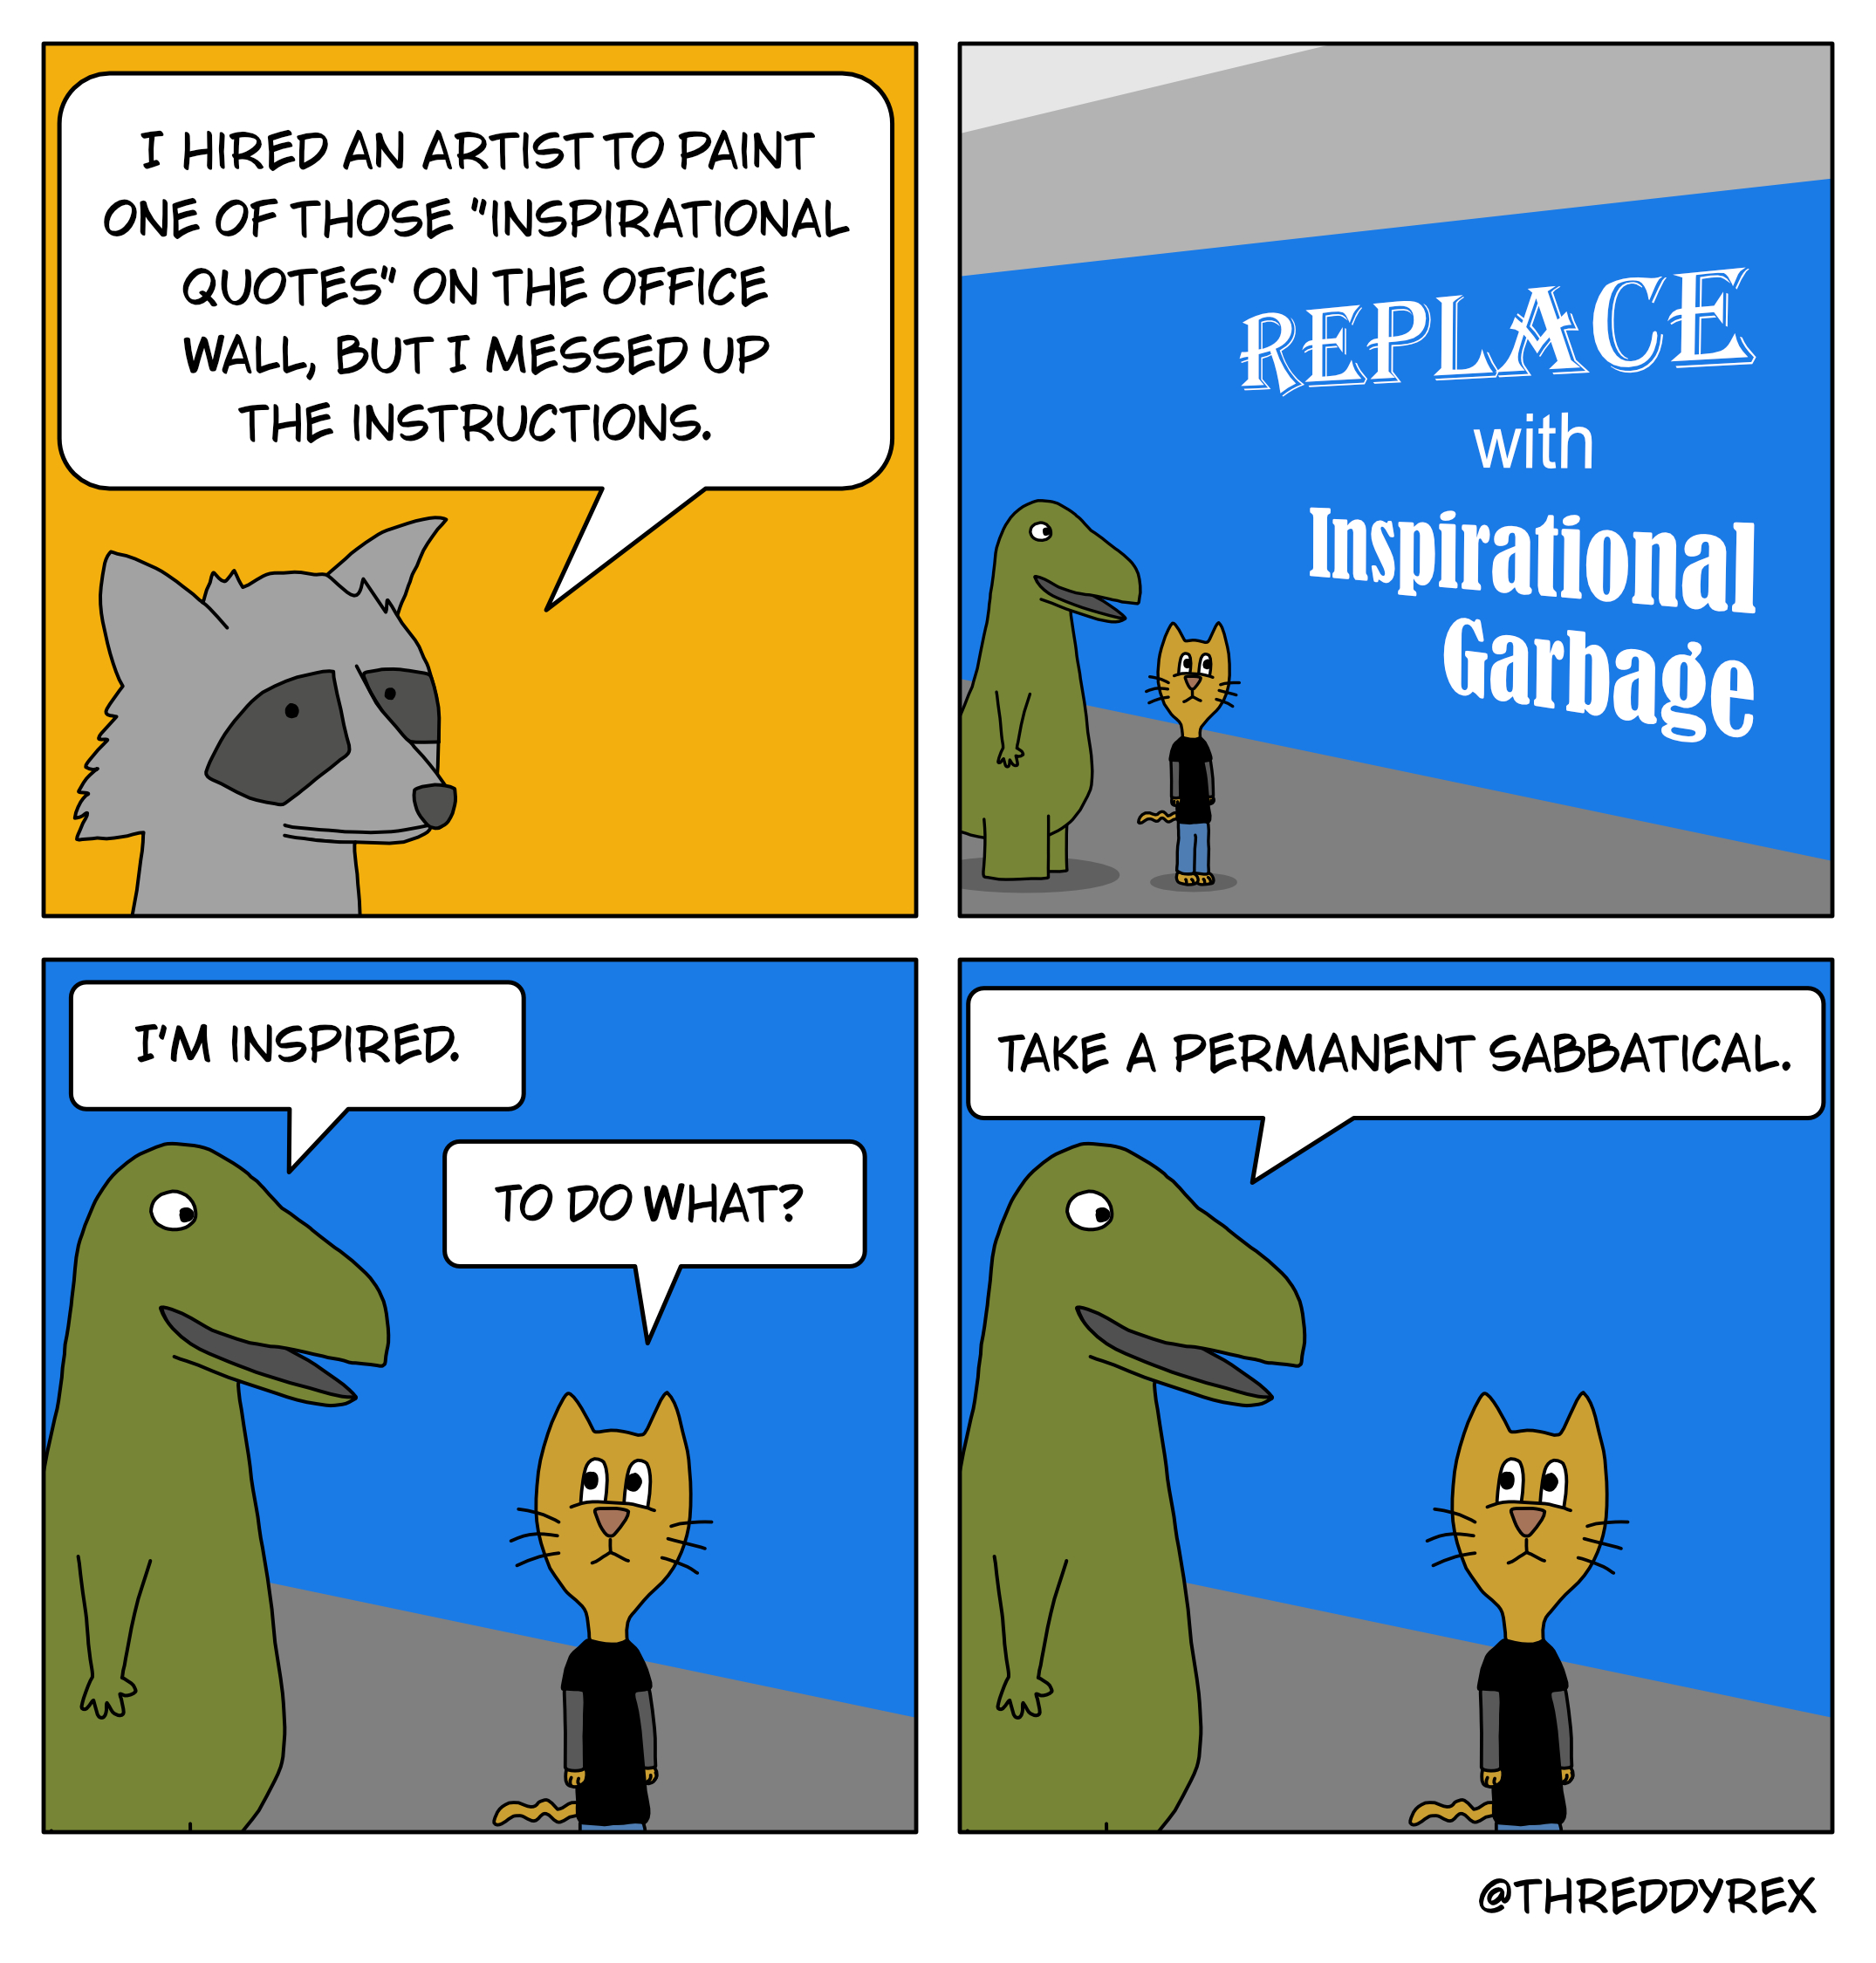 I HIRED AN ARTIST TO PAINT
ONE OF THOSE "INSPIRATIONAL
QUOTES" ON THE OFFICE
WALL, BUT I MESSED UP
THE INSTRUCTIONS.
REPLACE
with
Inspirational
Garbage
I'M INSPIRED.
TO DO WHAT?
TAKE A PERMANENT SABBATICAL.
@THREDDYREX